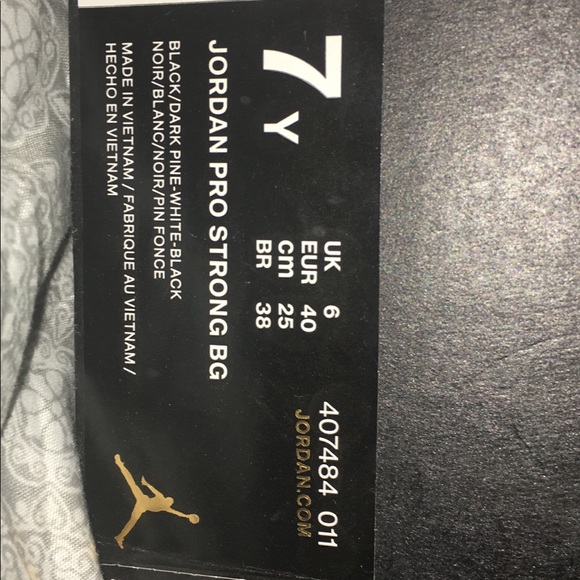 7Y
UK 6
EUR 40
cm 25
BR 38
407484 011
JORDAN.COM
JORDAN PRO STRONG BG
BLACK/DARK PINE-WHITE-BLACK
NOIR/BLANC/NOIR/PIN FONCE
MADE IN VIETNAM / FABRIQUE AU VIETNAM /
HECHO EN VIETNAM